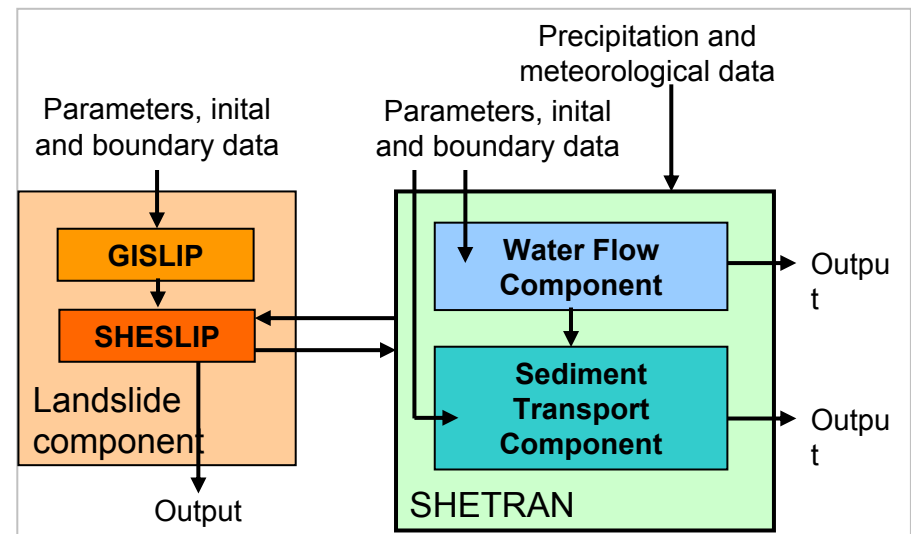 Precipitation and
meteorological data
Parameters, inital
and boundary data
Parameters, inital
and boundary data
GISLIP
SHESLIP
Landslide
component
Output
Water Flow
Component
Sediment
Transport
Component
SHETRAN
Outpu
t
Outpu
t